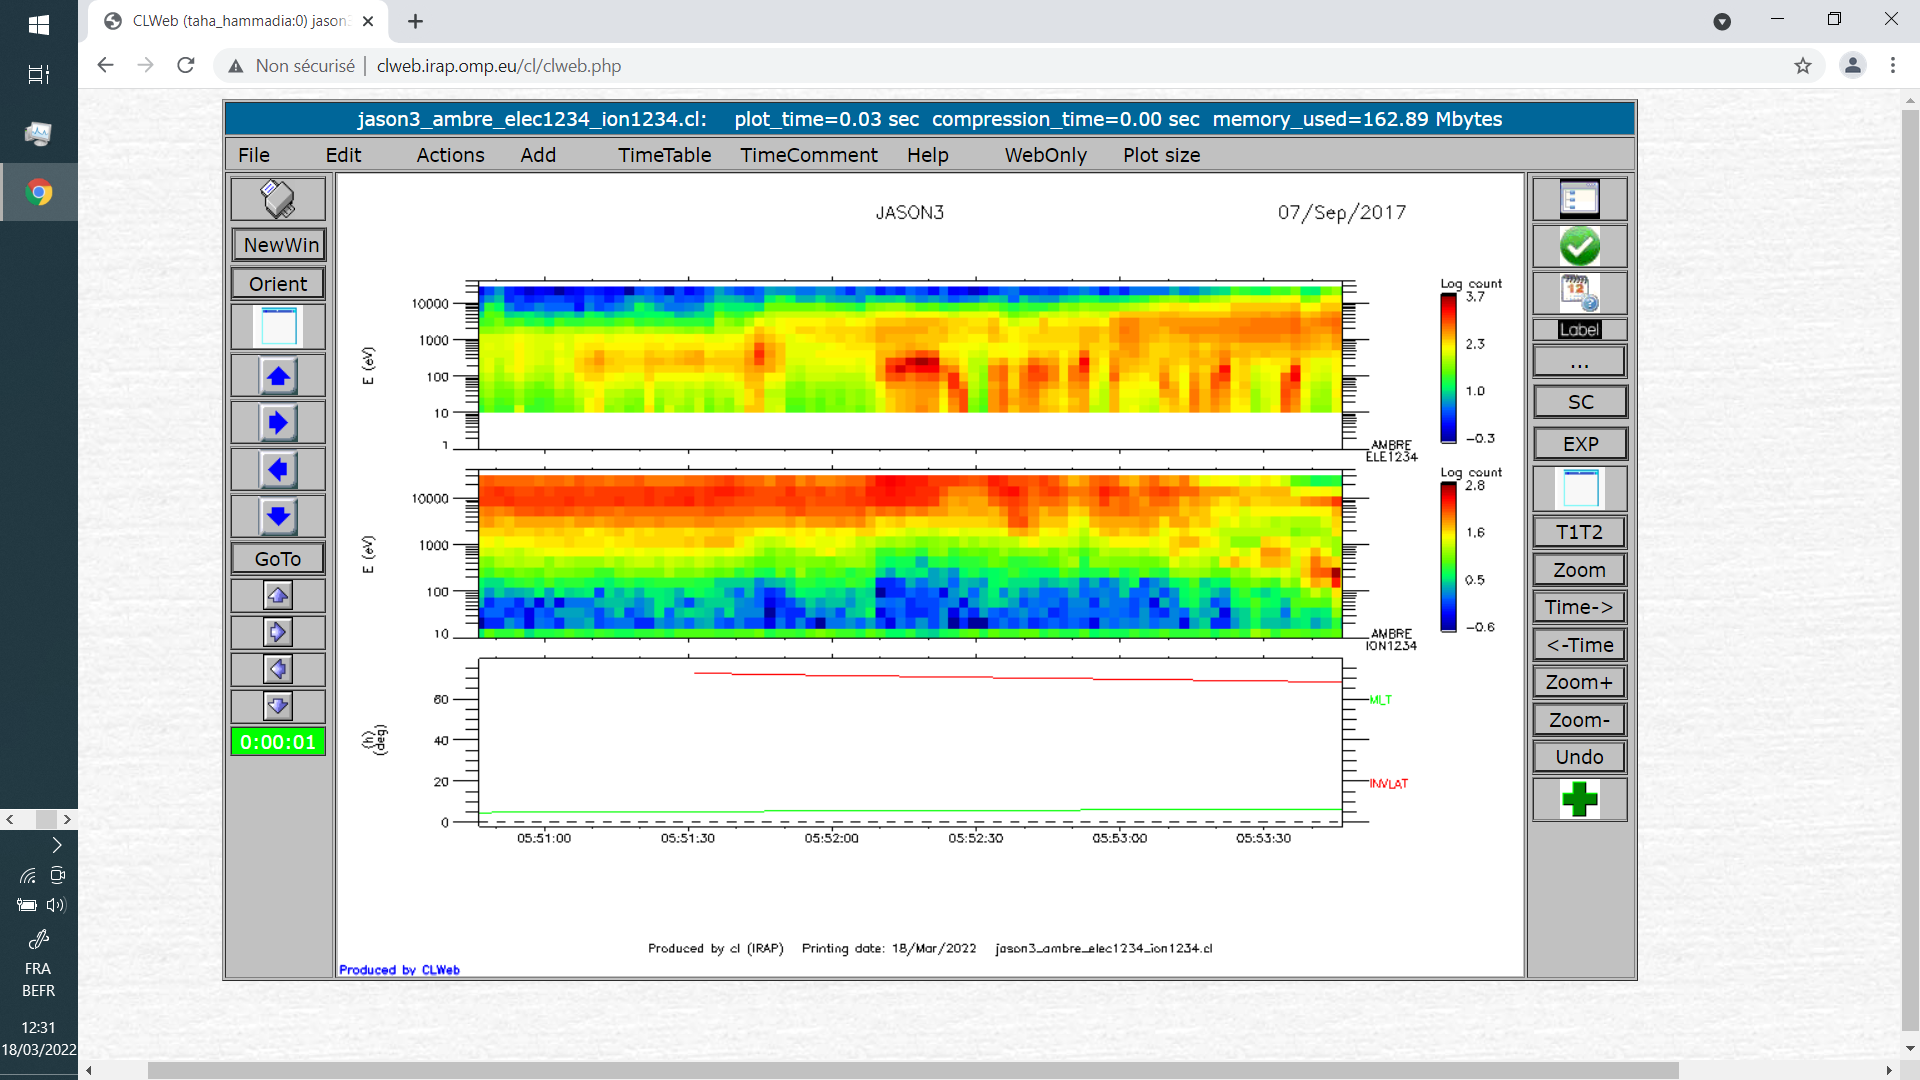 CLWeb (taha_hammadia:0) jason3
Non sécurisé
clweb.irap.omp.eu/cl/clweb.php
jason3_ambre_elec1234_ion1234.cl: plot_time=0.03 sec compression_time=0.00 sec memory_used=162.89 Mbytes
File Edit Actions Add TimeTable TimeComment Help WebOnly Plot size
NewWin
Orient
GoTo
0:00:01
JASON3
07/Sep/2017
10000
1000
100
10
1
E (eV)
Log count
3.7
2.3
1.0
-0.3
AMBRE
ELE1234
10000
1000
100
10
E (eV)
Log count
2.8
1.6
0.5
-0.6
AMBRE
ION1234
60
40
20
0
(h)
(deg)
MLT
INVLAT
05:51:00 05:51:30 05:52:00 05:52:30 05:53:00 05:53:30
Produced by cl (IRAP) Printing date: 18/Mar/2022 jason3_ambre_elec1234_ion1234.cl
Produced by CLWeb
12
Label
...
SC
EXP
T1T2
Zoom
Time->
<-Time
Zoom+
Zoom-
Undo
FRA
BEFR
12:31
18/03/2022